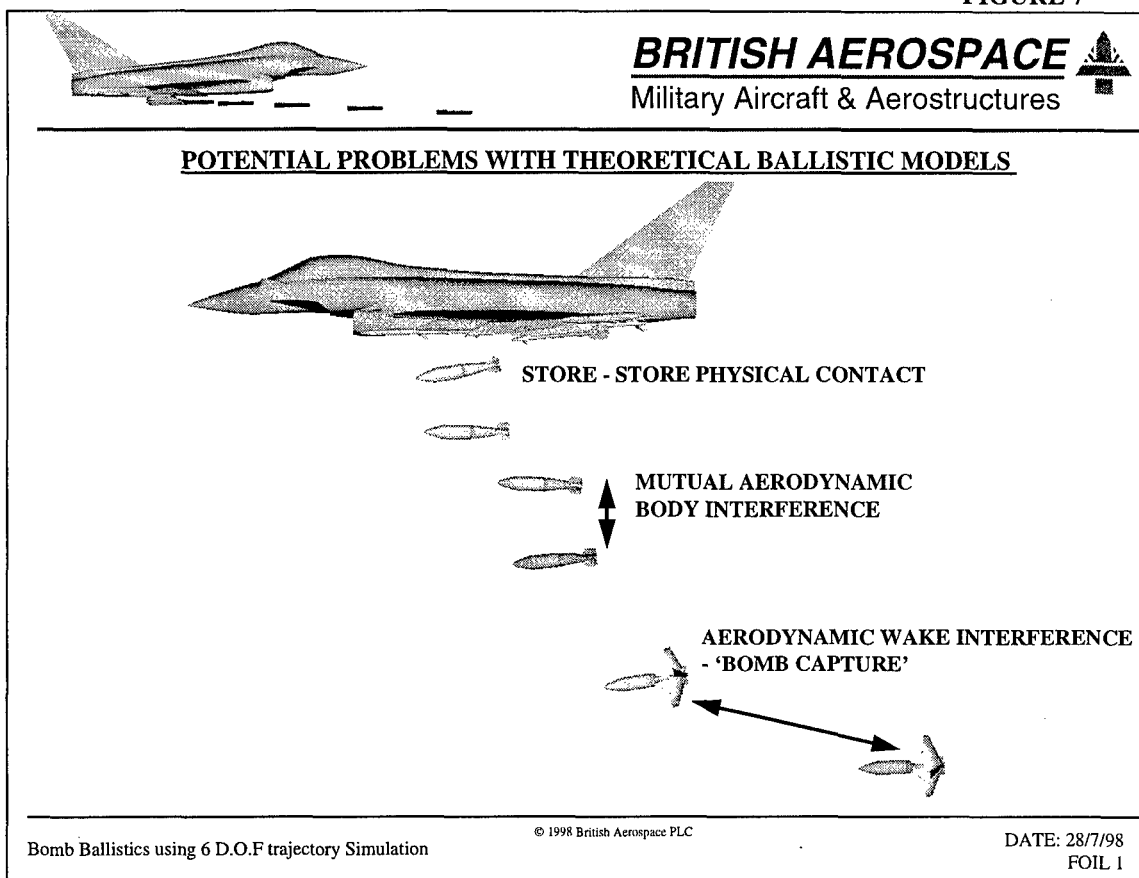 FIGURE 7
BRITISH AEROSPACE
Military Aircraft & Aerostructures
POTENTIAL PROBLEMS WITH THEORETICAL BALLISTIC MODELS
STORE - STORE PHYSICAL CONTACT
MUTUAL AERODYNAMIC
BODY INTERFERENCE
AERODYNAMIC WAKE INTERFERENCE
- ‘BOMB CAPTURE’
© 1998 British Aerospace PLC
Bomb Ballistics using 6 D.O.F trajectory Simulation
DATE: 28/7/98
FOIL 1